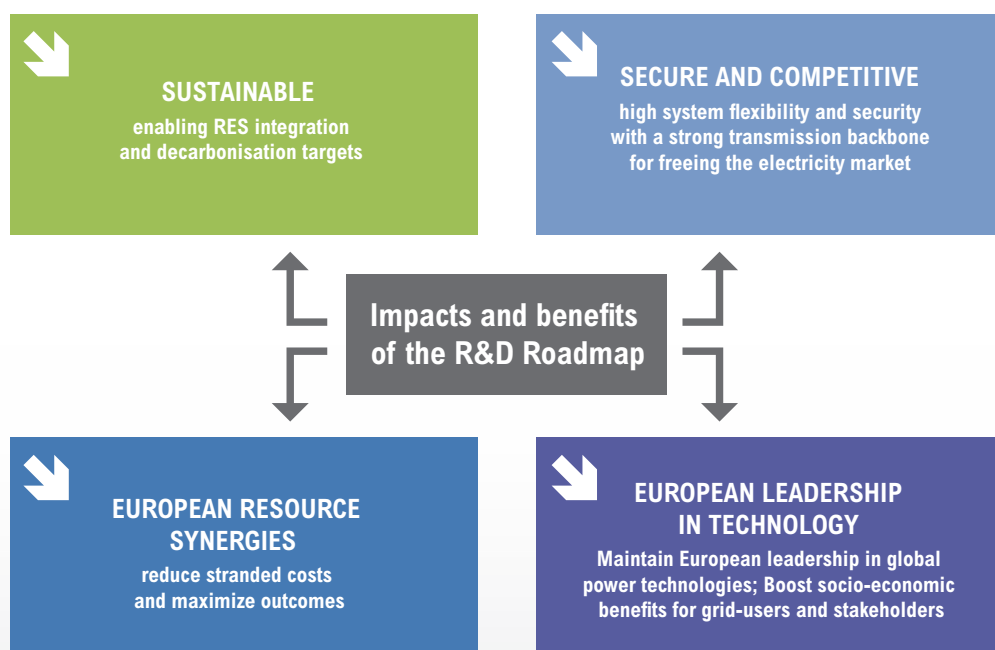 SUSTAINABLE
enabling RES integration
and decarbonisation targets
SECURE AND COMPETITIVE
high system flexibility and security
with a strong transmission backbone
for freeing the electricity market
Impacts and benefits
of the R&D Roadmap
EUROPEAN RESOURCE
SYNERGIES
reduce stranded costs
and maximize outcomes
EUROPEAN LEADERSHIP
IN TECHNOLOGY
Maintain European leadership in global
power technologies; Boost socio-economic
benefits for grid-users and stakeholders